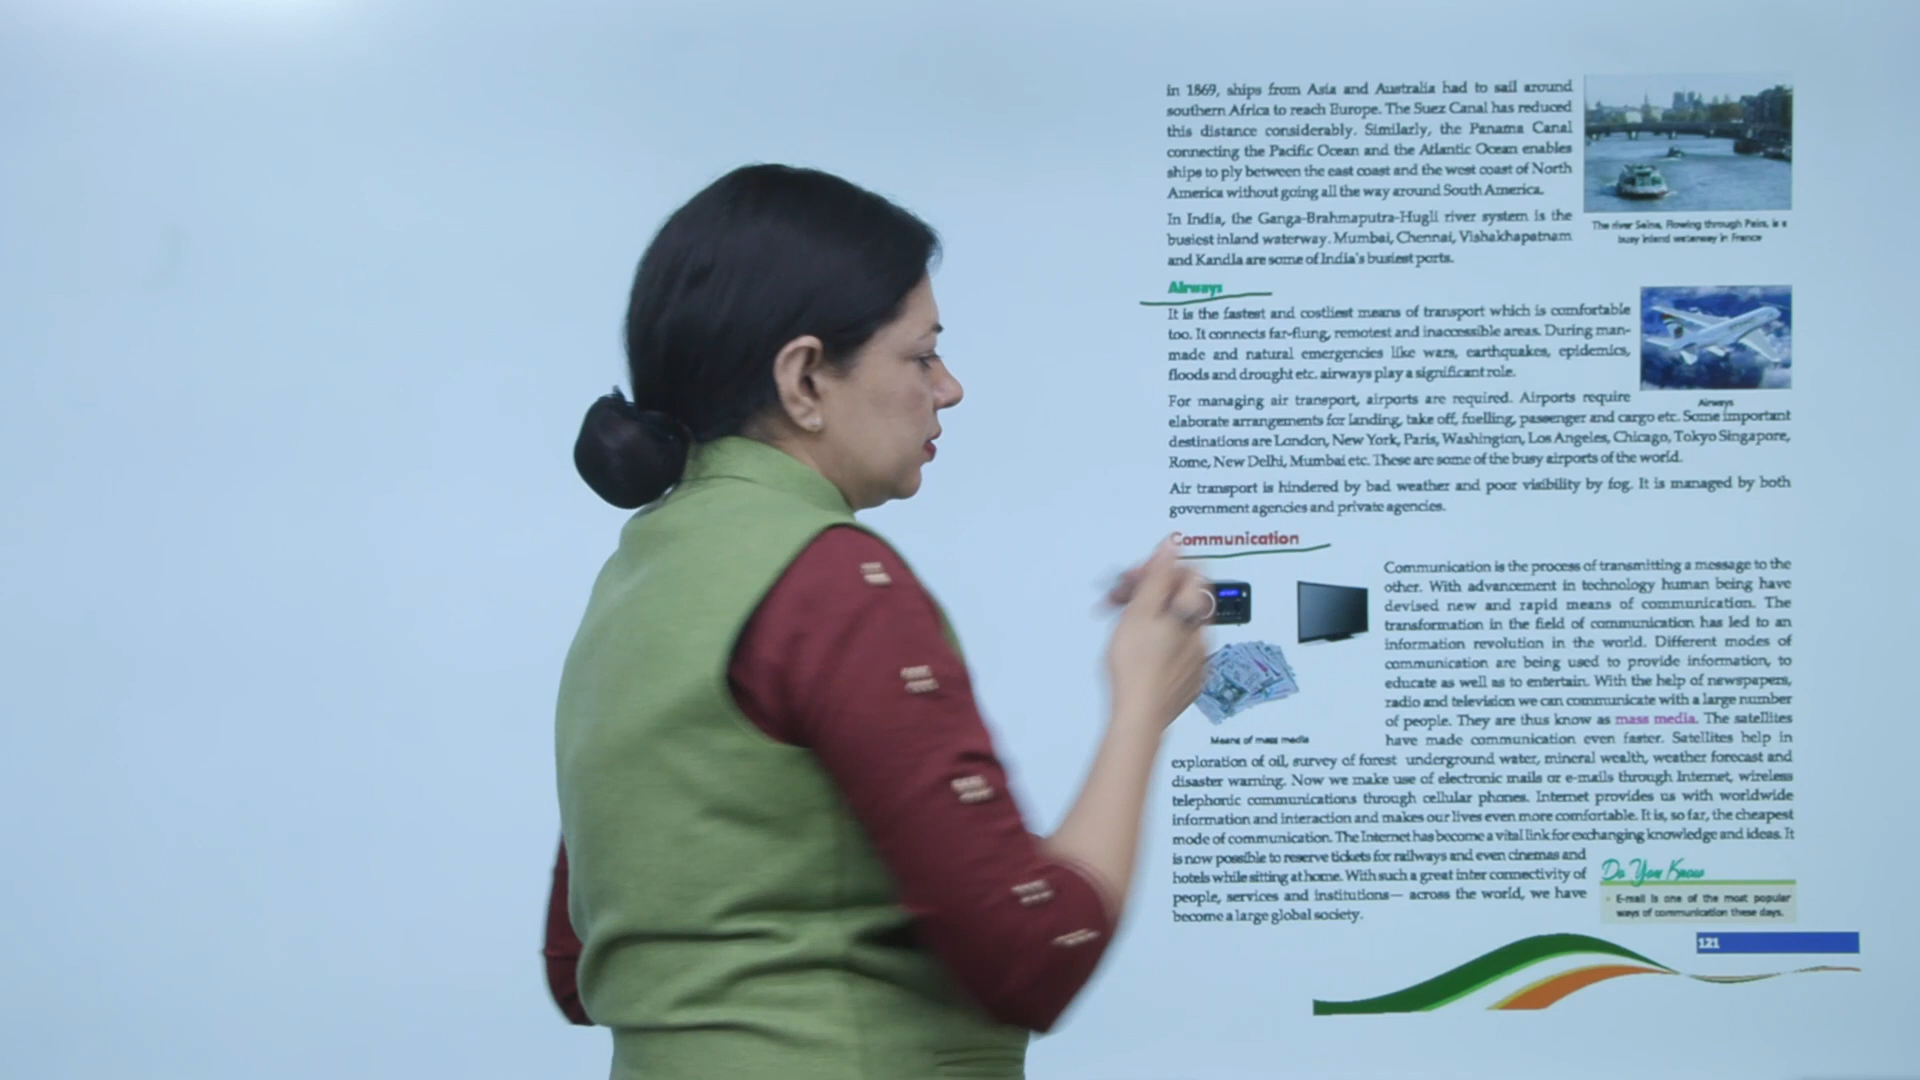 in 1869, ships from Asia and Australia had to sail around
southern Africa to reach Europe. The Suez Canal has reduced
this distance considerably. Similarly, the Panama Canal
connecting the Pacific Ocean and the Atlantic Ocean enables
ships to ply between the east coast and the west coast of North
America without going all the way around South America.
The river Seine, Flowing through Paris, is a
busy inland waterway in France
In India, the Ganga-Brahmaputra-Hugli river system is the
busiest inland waterway. Mumbai, Chennai, Vishakhapatnam
and Kandla are some of India's busiest ports.
Airways
It is the fastest and costliest means of transport which is comfortable
too. It connects far-flung, remotest and inaccessible areas. During man-
made and natural emergencies like wars, earthquakes, epidemics,
floods and drought etc. airways play a significant role.
Airways
For managing air transport, airports are required. Airports require
elaborate arrangements for landing, take off, fuelling, passenger and cargo etc. Some important
destinations are London, New York, Paris, Washington, Los Angeles, Chicago, Tokyo Singapore,
Rome, New Delhi, Mumbai etc. These are some of the busy airports of the world.
Air transport is hindered by bad weather and poor visibility by fog. It is managed by both
government agencies and private agencies.
Communication
Communication is the process of transmitting a message to the
other. With advancement in technology human being have
devised new and rapid means of communication. The
transformation in the field of communication has led to an
information revolution in the world. Different modes of
communication are being used to provide information, to
educate as well as to entertain. With the help of newspapers,
radio and television we can communicate with a large number
of people. They are thus know as mass media. The satellites
have made communication even faster. Satellites help in
Means of mass media
exploration of oil, survey of forest underground water, mineral wealth, weather forecast and
disaster warning. Now we make use of electronic mails or e-mails through Internet, wireless
telephonic communications through cellular phones. Internet provides us with worldwide
information and interaction and makes our lives even more comfortable. It is, so far, the cheapest
mode of communication. The Internet has become a vital link for exchanging knowledge and ideas. It
is now possible to reserve tickets for railways and even cinemas and
hotels while sitting at home. With such a great inter connectivity of
people, services and institutions— across the world, we have
become a large global society.
Do You Know
• E-mail is one of the most popular
ways of communication these days.
121